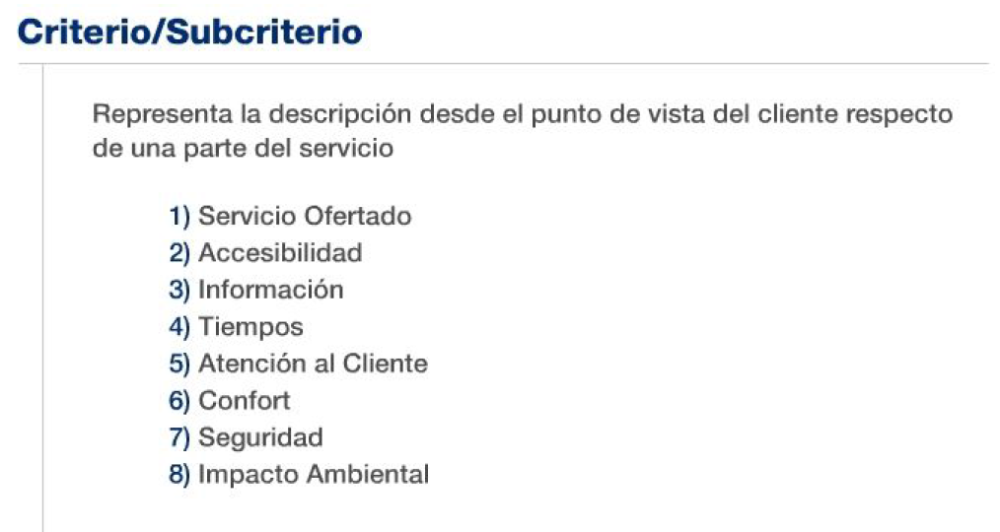 Criterio/Subcriterio
Representa la descripción desde el punto de vista del cliente respecto
de una parte del servicio
1) Servicio Ofertado
2) Accesibilidad
3) Información
4) Tiempos
5) Atención al Cliente
6) Confort
7) Seguridad
8) Impacto Ambiental